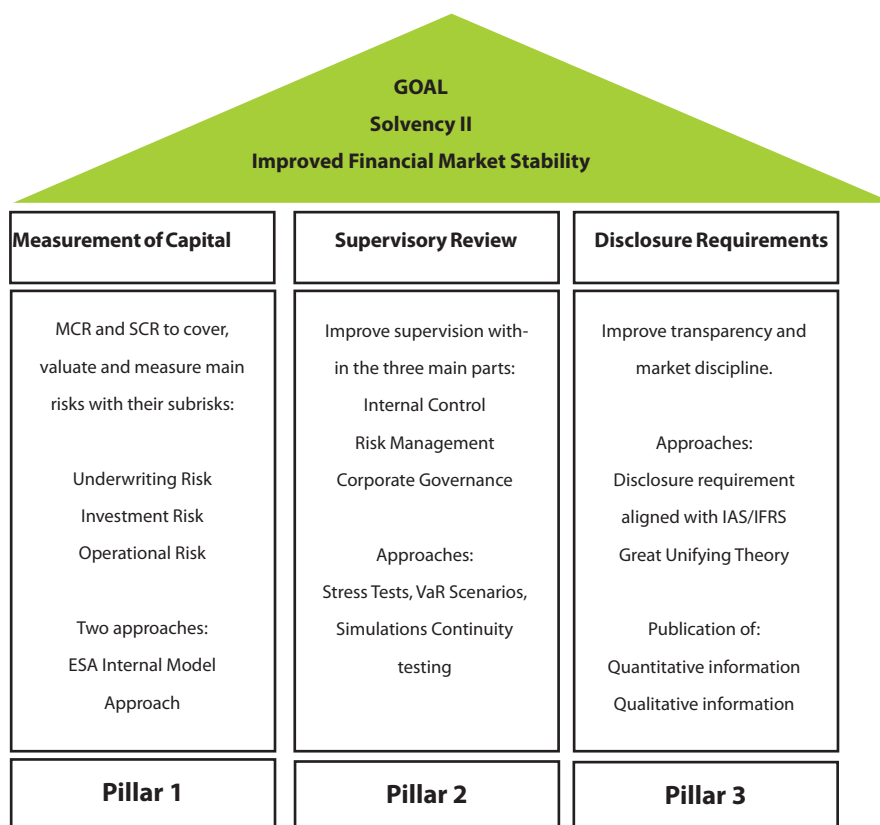 GOAL
Solvency II
Improved Financial Market Stability
Measurement of Capital
MCR and SCR to cover,
valuate and measure main
risks with their subrisks:
Underwriting Risk
Investment Risk
Operational Risk
Two approaches:
ESA Internal Model
Approach
Pillar 1
Supervisory Review
Improve supervision with-
in the three main parts:
Internal Control
Risk Management
Corporate Governance
Approaches:
Stress Tests, VaR Scenarios,
Simulations Continuity
testing
Pillar 2
Disclosure Requirements
Improve transparency and
market discipline.
Approaches:
Disclosure requirement
aligned with IAS/IFRS
Great Unifying Theory
Publication of:
Quantitative information
Qualitative information
Pillar 3